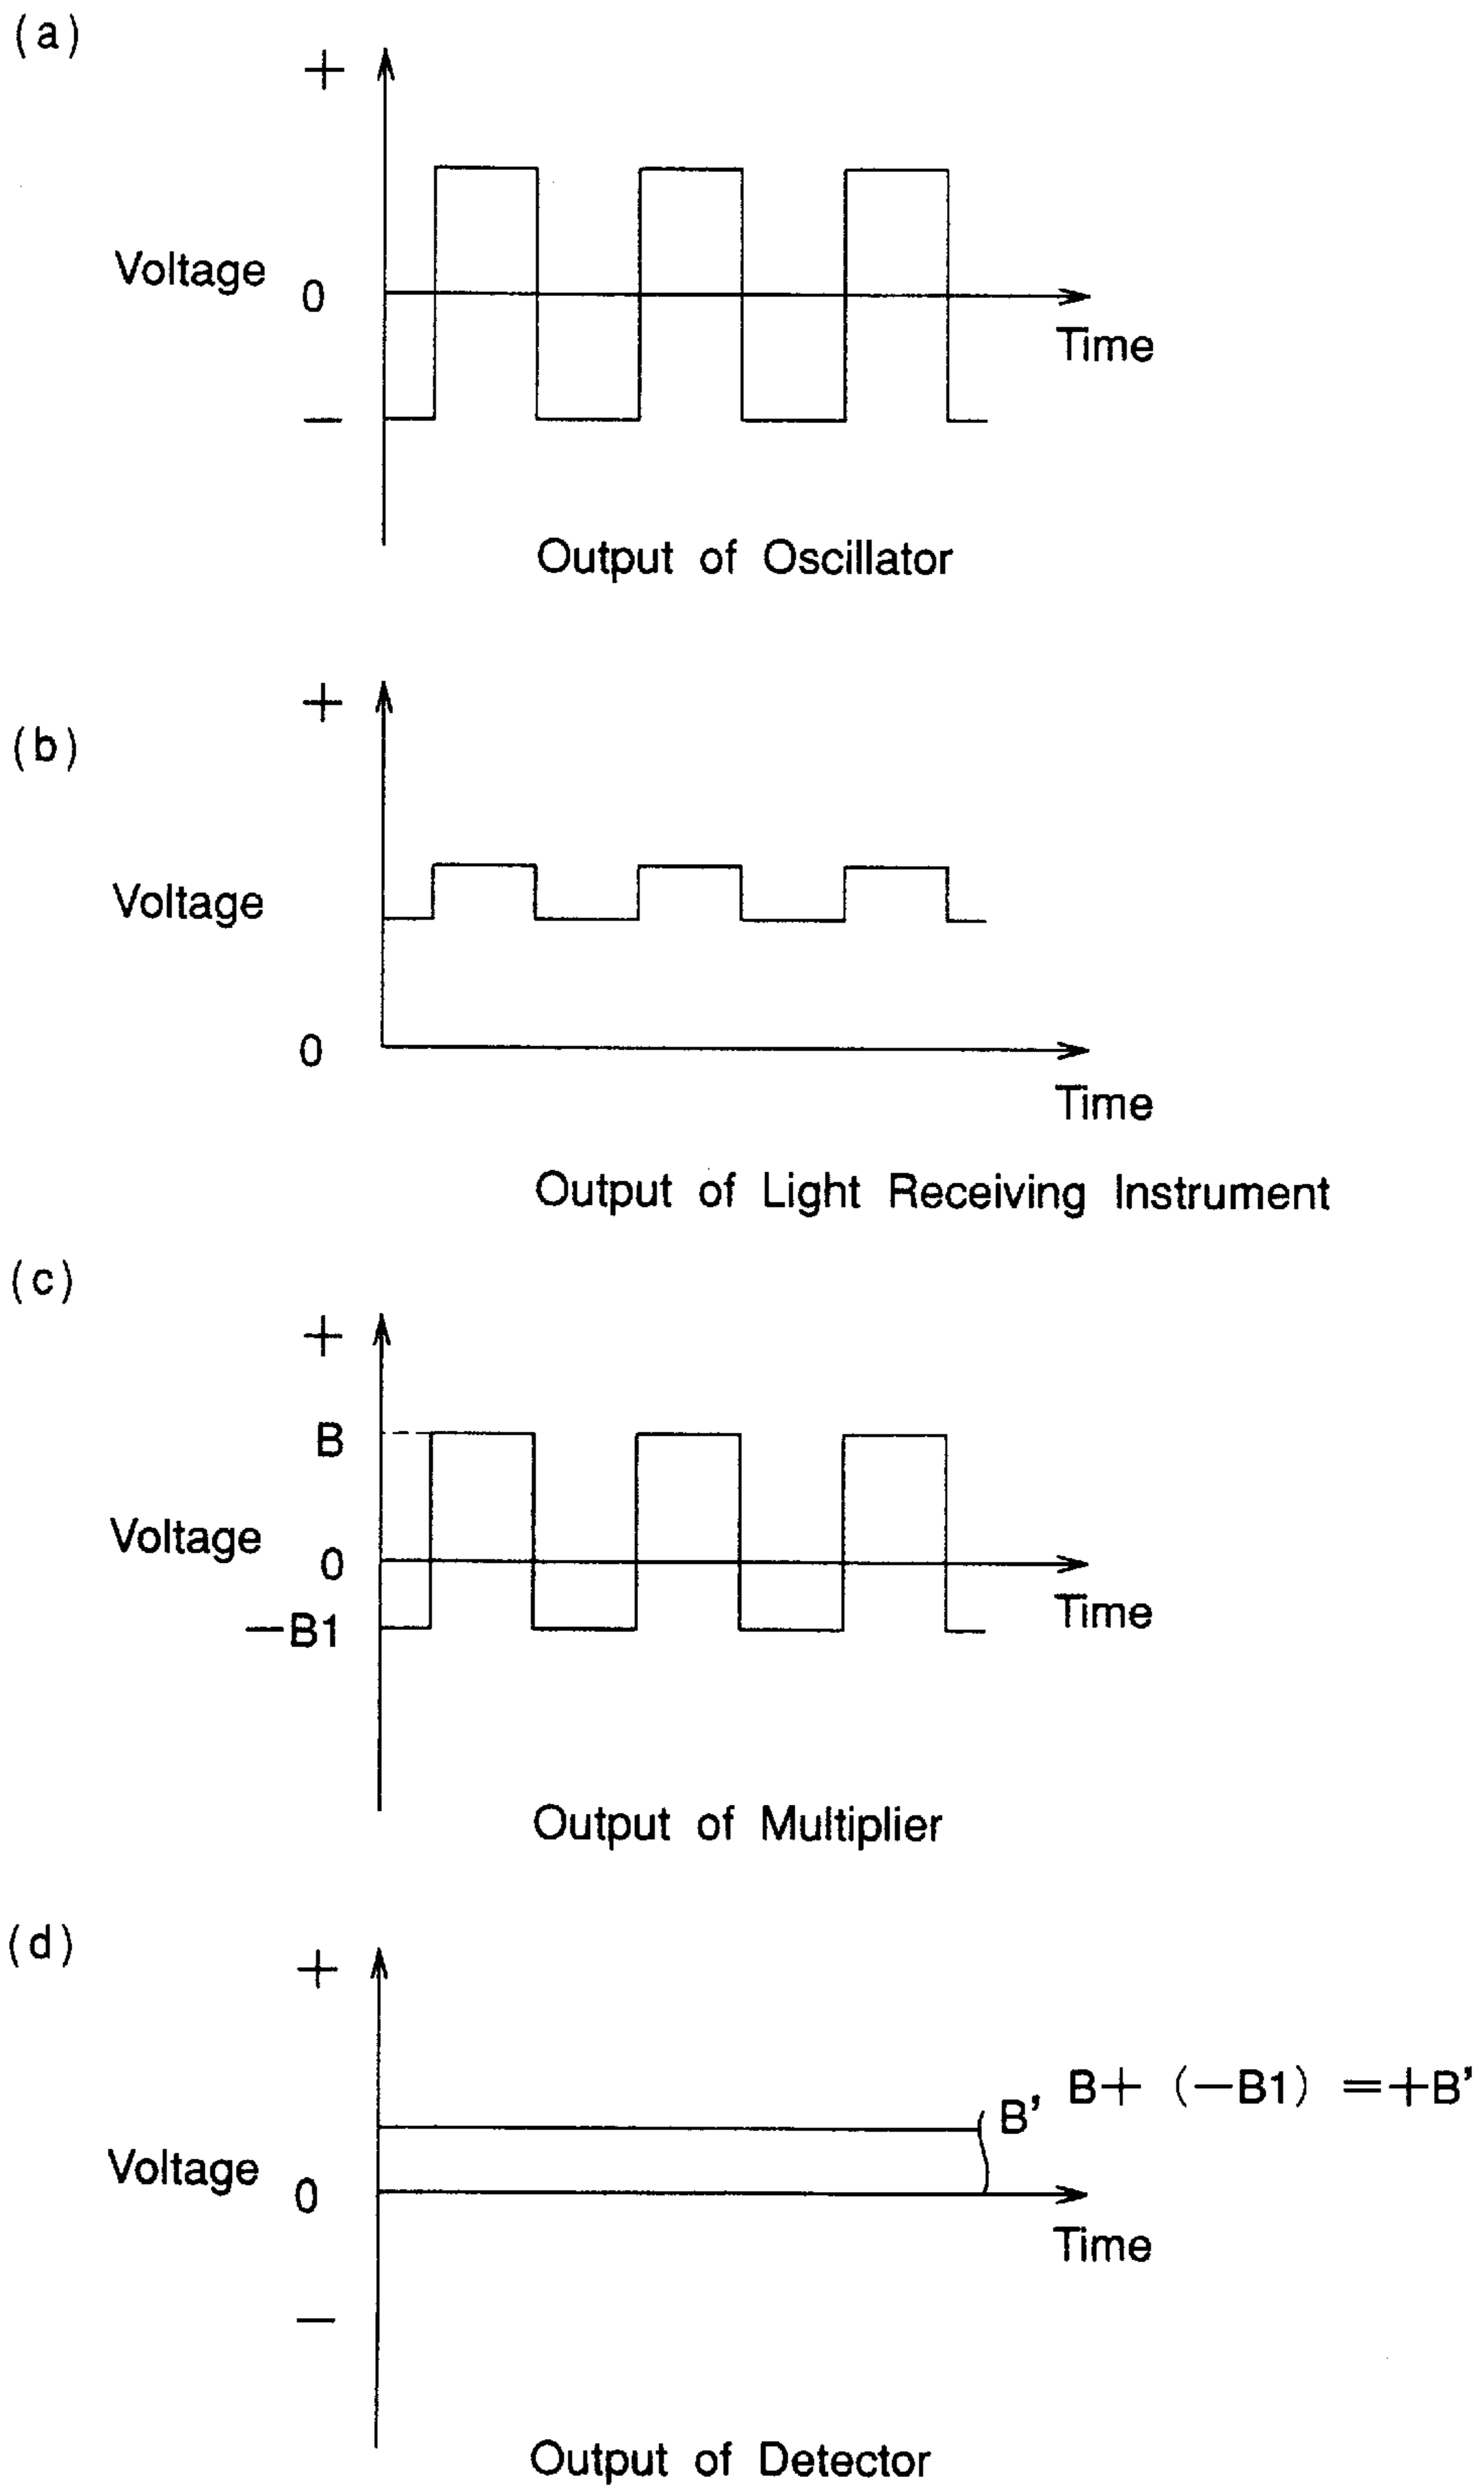 (a)
+
Voltage
0
Time
−
Output of Oscillator
+
(b)
Voltage
0
Time
Output of Light Receiving Instrument
(c)
+
B
Voltage
0
Time
−B1
Output of Multiplier
(d)
+
B+ (−B1) =+B'
B'
Voltage
0
Time
−
Output of Detector